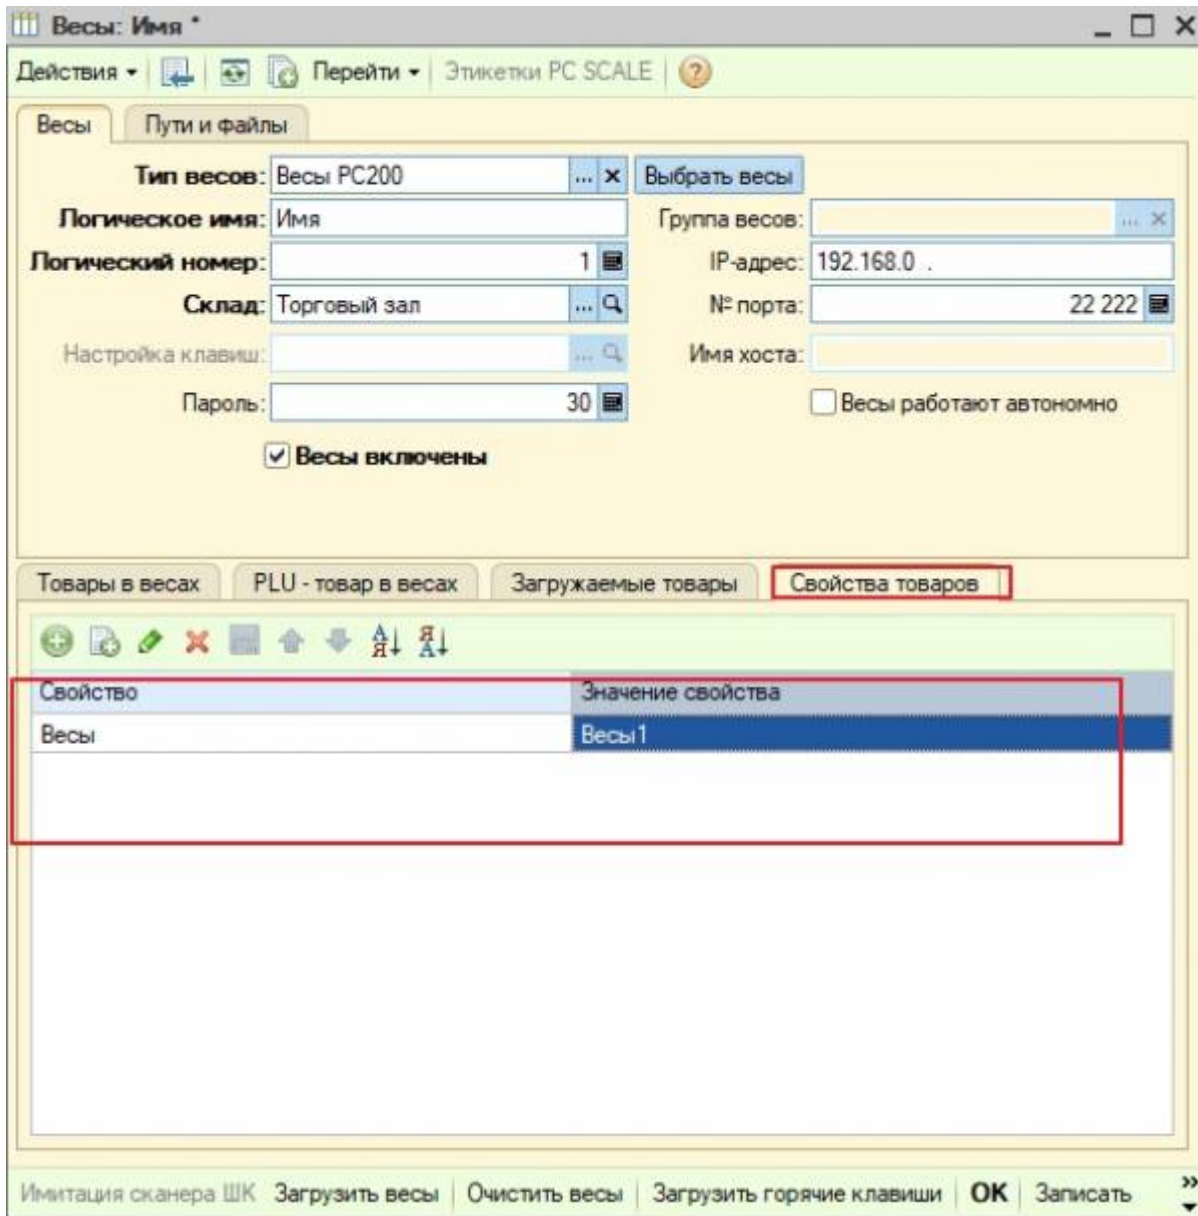 Весы: Имя *
Действия Перейти Этикетки PC SCALE ?
Весы Пути и файлы
Тип весов: Весы PC200 ... Выбрать весы
Логическое имя: Имя Группа весов: ...
Логический номер: 1 IP-адрес: 192.168.0 .
Склад: Торговый зал ... № порта: 22 222
Настройка клавиш: ... Имя хоста:
Пароль: 30 Весы работают автономно
Весы включены
Товары в весах PLU - товар в весах Загружаемые товары Свойства товаров
Свойство Значение свойства
Весы Весы1
Имитация сканера ШК Загрузить весы Очистить весы Загрузить горячие клавиши OK Записать